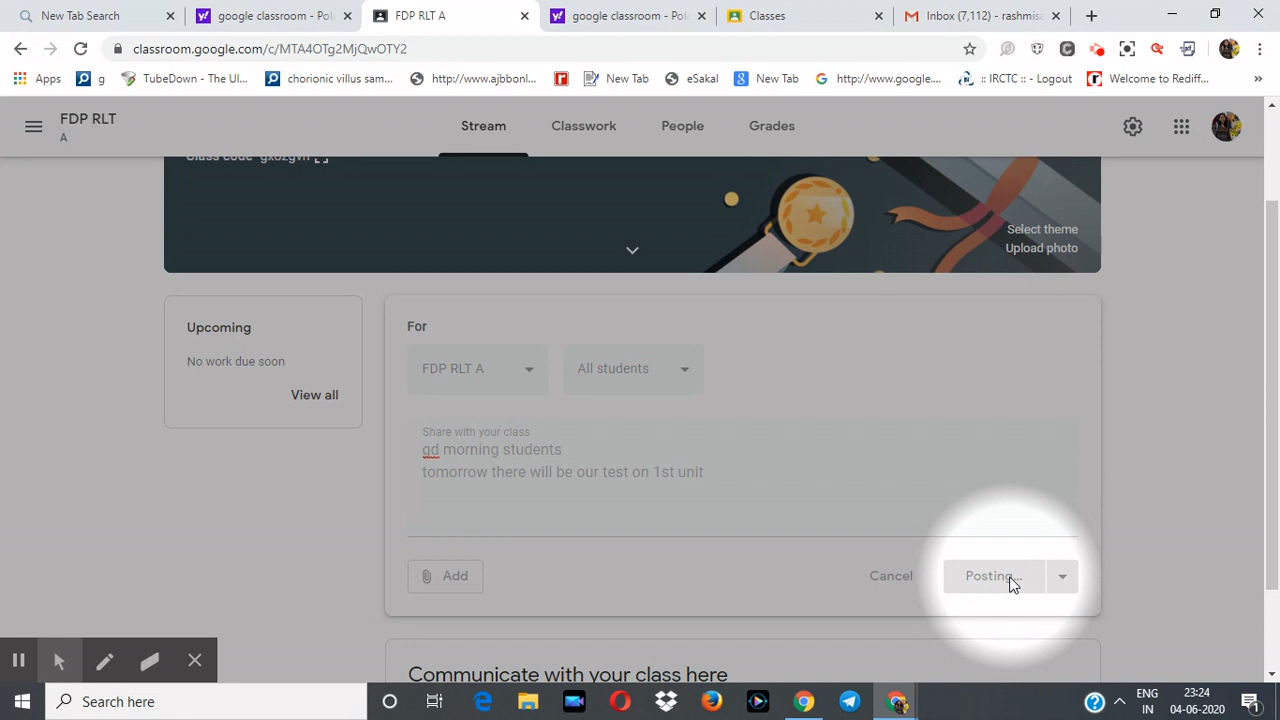 New Tab Search
google classroom - Pola
FDP RLT A
google classroom - Pola
Classes
Inbox (7,112) - rashmisa
classroom.google.com/c/MTA4OTg2MjQwOTY2
Apps
g
TubeDown - The Ul...
chorionic villus sam...
http://www.ajbbonl...
New Tab
eSakal
New Tab
http://www.google....
:: IRCTC :: - Logout
Welcome to Rediff...
FDP RLT
A
Stream
Classwork
People
Grades
Class code
Select theme
Upload photo
Upcoming
No work due soon
View all
For
FDP RLT A
All students
Share with your class
gd morning students
tomorrow there will be our test on 1st unit
Add
Cancel
Posting...
Communicate with your class here
Search here
ENG
IN
23:24
04-06-2020